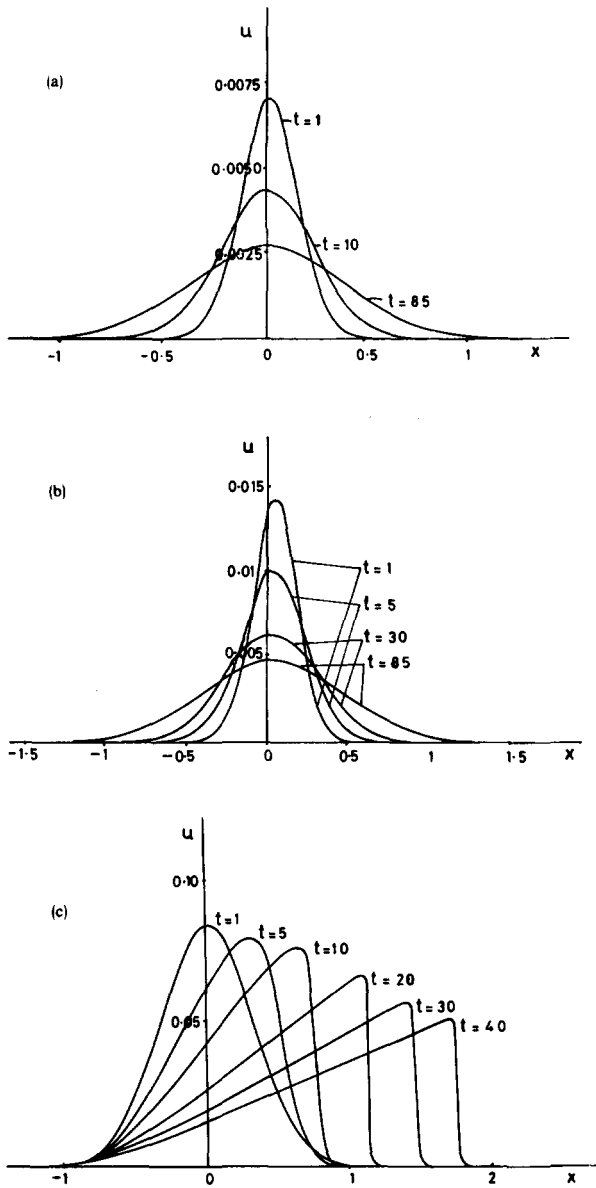 u
(a)
0·0075
t=1
0·0050
t=10
0·0025
t=85
-1 -0·5 0 0·5 1 x
u
(b)
0·015
0·01
t=1
t=5
t=30
0·005
t=85
-1·5 -1 -0·5 0 0·5 1 1·5 x
u
(c)
0·10
t=1
t=5
t=10
t=20
t=30
0·05
t=40
-1 0 1 2 x